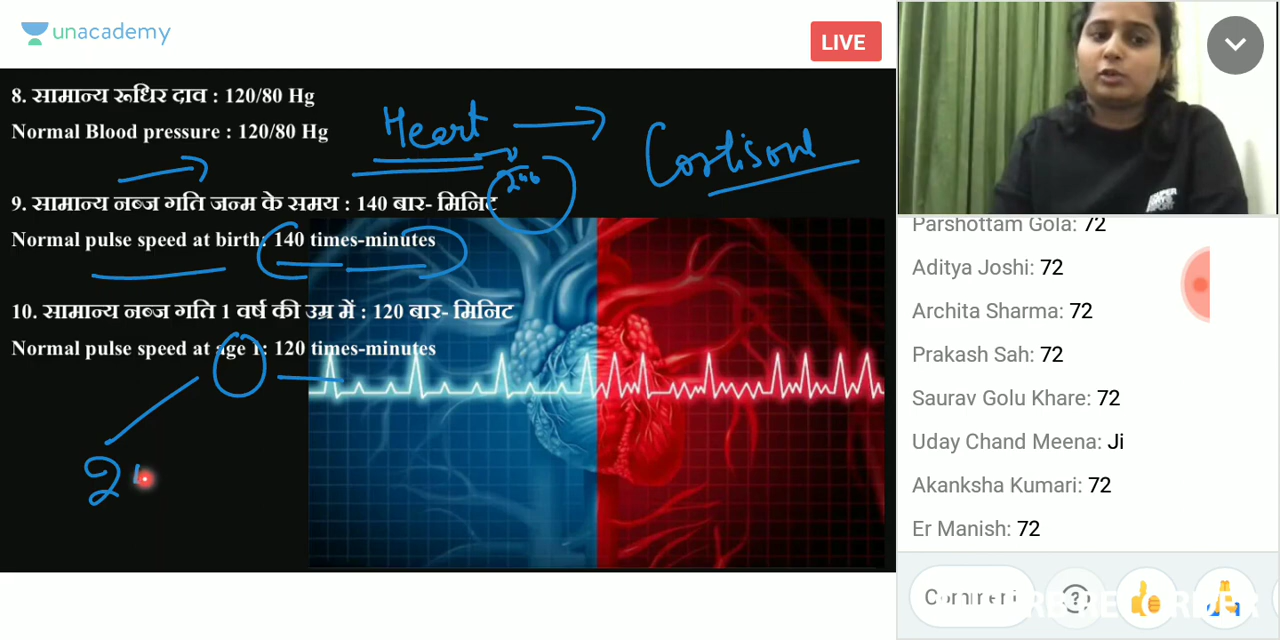 unacademy
LIVE
8. सामान्य रूधिर दाव : 120/80 Hg
Normal Blood pressure : 120/80 Hg
Heart
Cortisone
9. सामान्य नब्ज गति जन्म के समय : 140 बार- मिनिट
Normal pulse speed at birth: 140 times-minutes
10. सामान्य नब्ज गति 1 वर्ष की उम्र में : 120 बार- मिनिट
Normal pulse speed at age 1: 120 times-minutes
Parshottam Gola: 72
Aditya Joshi: 72
Archita Sharma: 72
Prakash Sah: 72
Saurav Golu Khare: 72
Uday Chand Meena: Ji
Akanksha Kumari: 72
Er Manish: 72